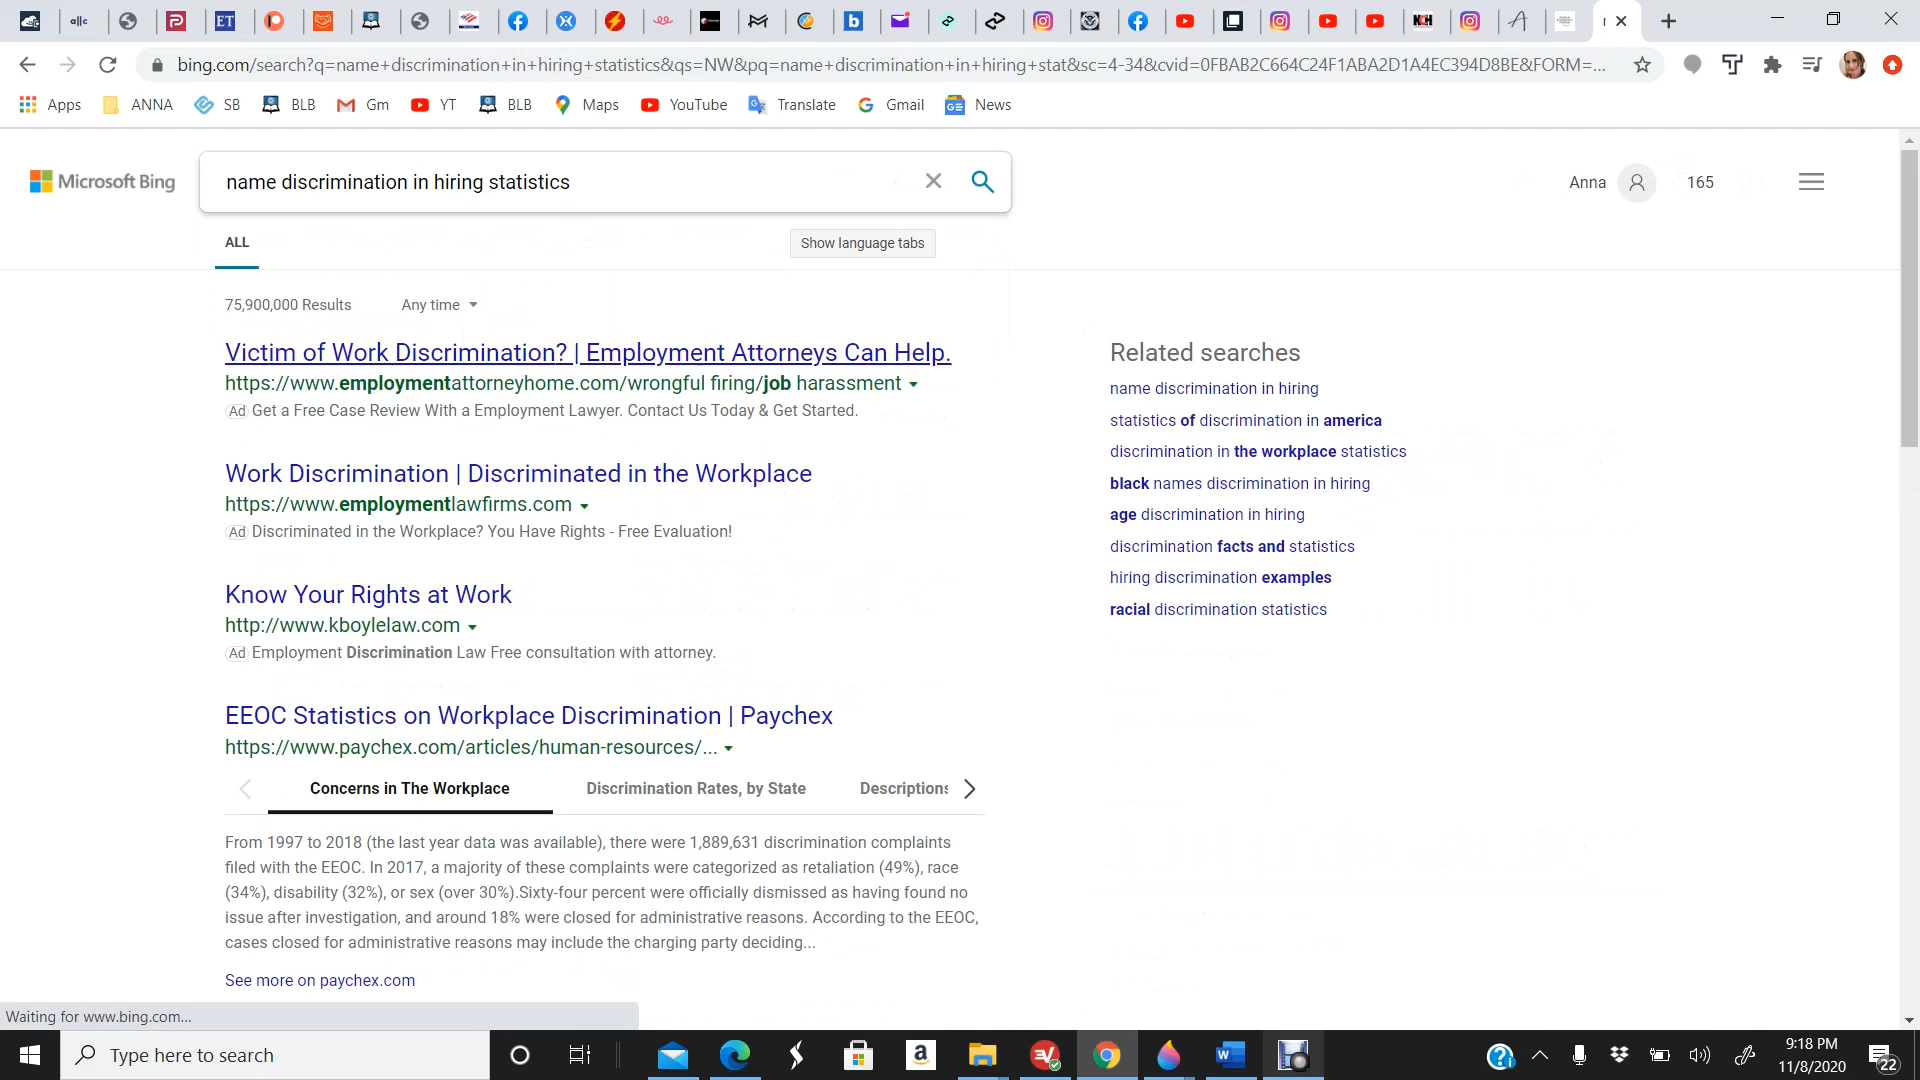 bing.com/search?q=name+discrimination+in+hiring+statistics&qs=NW&pq=name+discrimination+in+hiring+stat&sc=4-34&cvid=0FBAB2C664C24F1ABA2D1A4EC394D8BE&FORM=...
Apps ANNA SB BLB Gm YT BLB Maps YouTube Translate Gmail News
Microsoft Bing
name discrimination in hiring statistics
Anna 165
ALL
Show language tabs
75,900,000 Results Any time
Victim of Work Discrimination? | Employment Attorneys Can Help.
https://www.employmentattorneyhome.com/wrongful firing/job harassment
Ad Get a Free Case Review With a Employment Lawyer. Contact Us Today & Get Started.
Work Discrimination | Discriminated in the Workplace
https://www.employmentlawfirms.com
Ad Discriminated in the Workplace? You Have Rights - Free Evaluation!
Know Your Rights at Work
http://www.kboylelaw.com
Ad Employment Discrimination Law Free consultation with attorney.
EEOC Statistics on Workplace Discrimination | Paychex
https://www.paychex.com/articles/human-resources/...
Concerns in The Workplace Discrimination Rates, by State Descriptions
From 1997 to 2018 (the last year data was available), there were 1,889,631 discrimination complaints
filed with the EEOC. In 2017, a majority of these complaints were categorized as retaliation (49%), race
(34%), disability (32%), or sex (over 30%).Sixty-four percent were officially dismissed as having found no
issue after investigation, and around 18% were closed for administrative reasons. According to the EEOC,
cases closed for administrative reasons may include the charging party deciding...
See more on paychex.com
Related searches
name discrimination in hiring
statistics of discrimination in america
discrimination in the workplace statistics
black names discrimination in hiring
age discrimination in hiring
discrimination facts and statistics
hiring discrimination examples
racial discrimination statistics
Waiting for www.bing.com...
Type here to search
9:18 PM
11/8/2020
22